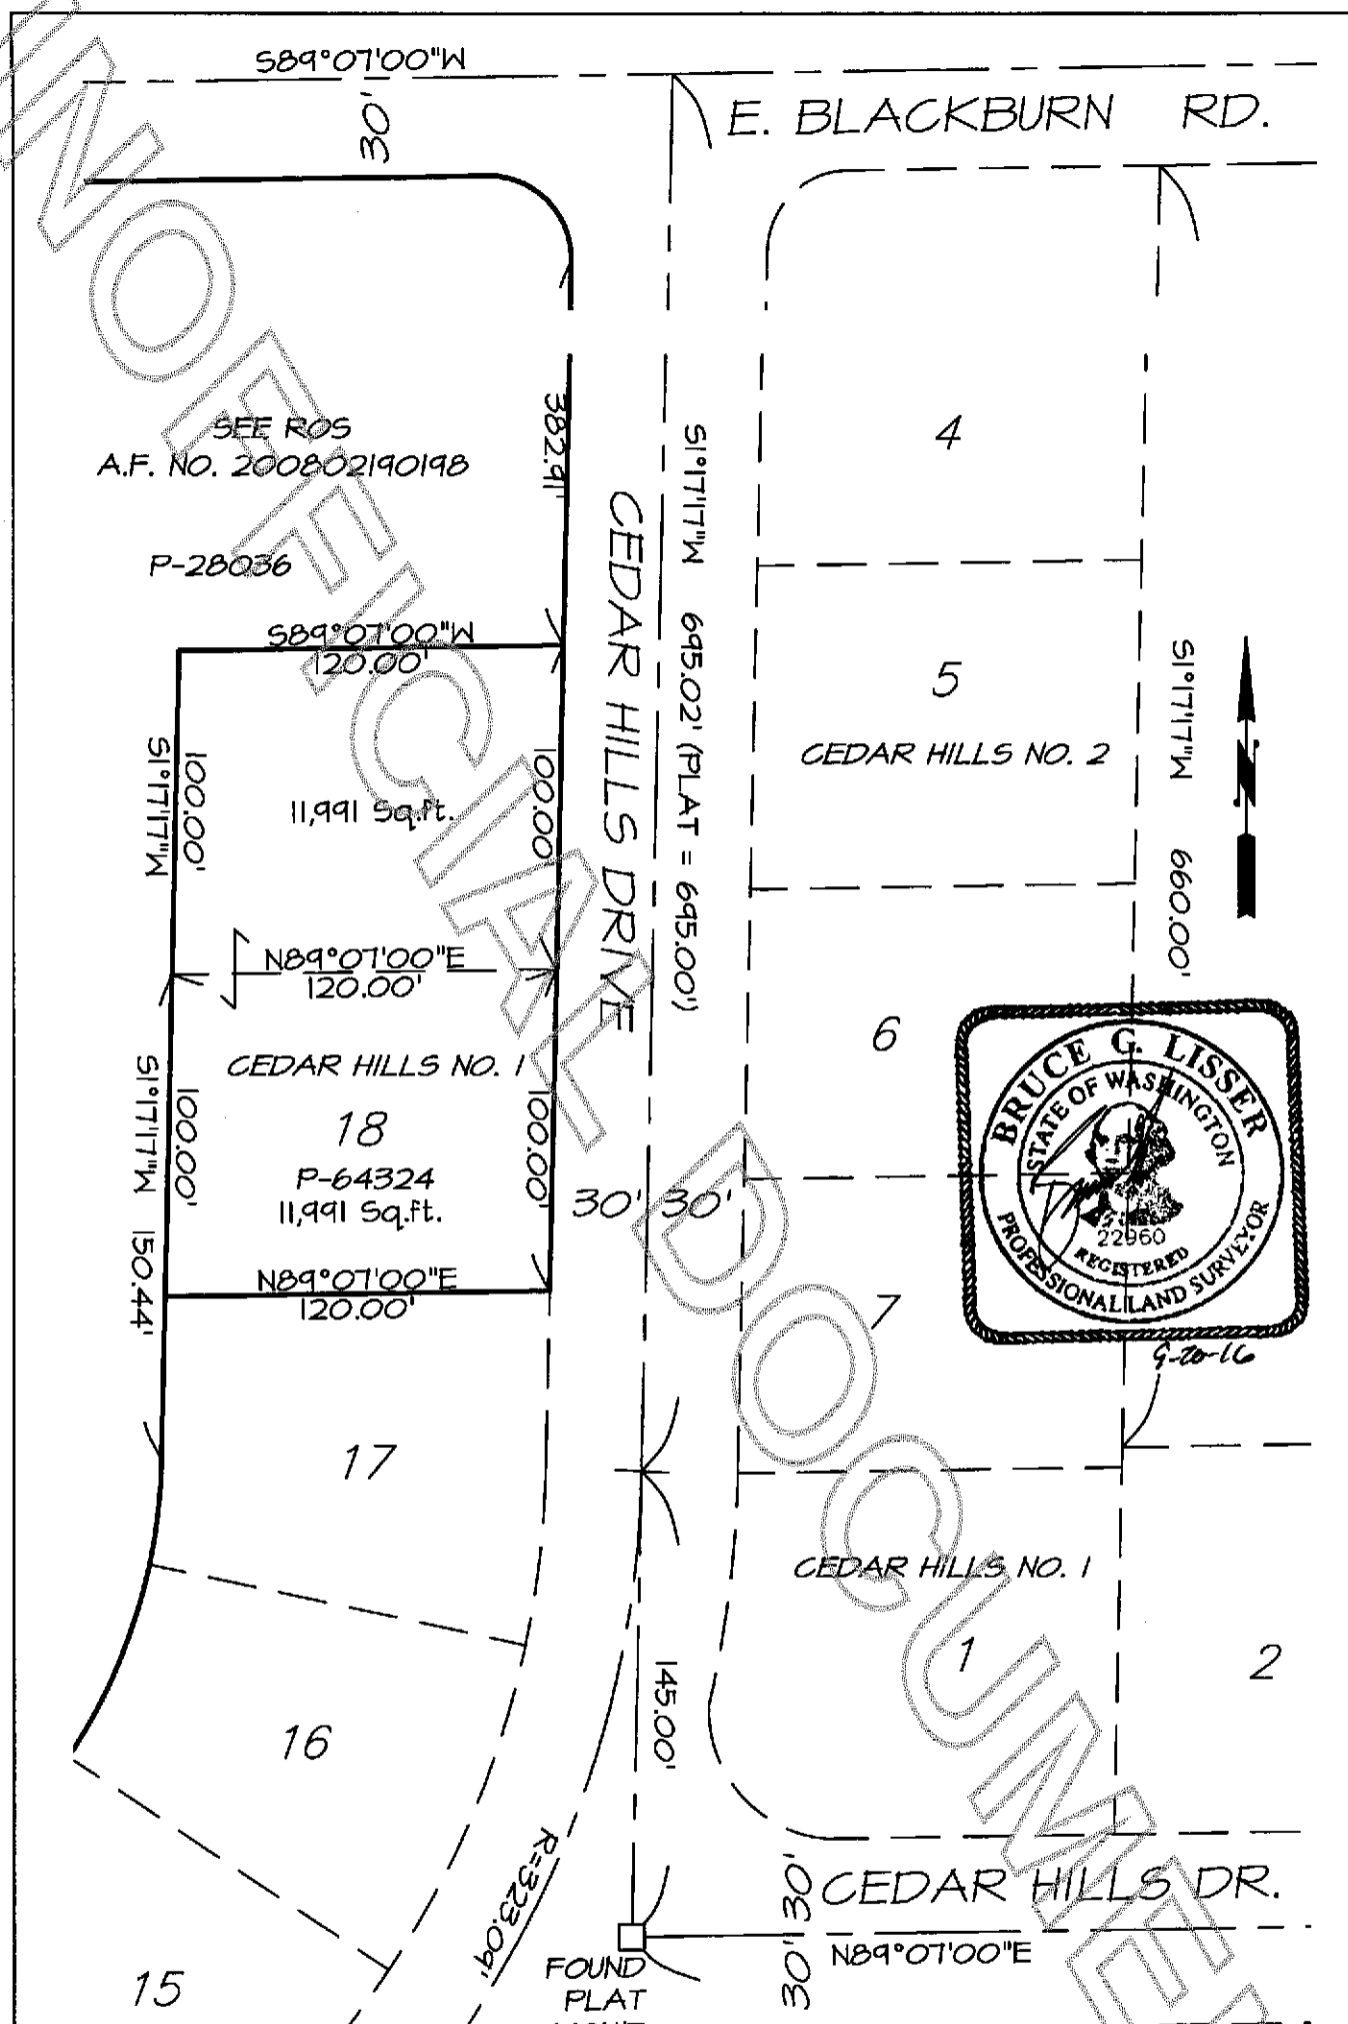 S89°07'00"W
30'
E. BLACKBURN RD.
UNOFFICIAL DOCUMENT
SEE ROS
A.F. NO. 200802190198
P-28036
382.91'
S1°17'17"W 695.02' (PLAT = 695.00')
CEDAR HILLS DRIVE
4
5
CEDAR HILLS NO. 2
S1°17'17"W 660.00'
N
S89°07'00"W
120.00'
100.00'
S1°17'17"W
11,991 Sq.ft.
100.00'
N89°07'00"E
120.00'
6
CEDAR HILLS NO. 1
18
P-64324
11,991 Sq.ft.
100.00'
S1°17'17"W 150.44'
100.00'
30' 30'
N89°07'00"E
120.00'
BRUCE G. LISSER
STATE OF WASHINGTON
22960
REGISTERED
PROFESSIONAL LAND SURVEYOR
9-20-16
7
17
CEDAR HILLS NO. 1
1
2
145.00'
16
R=323.09'
30' 30'
CEDAR HILLS DR.
N89°07'00"E
FOUND
PLAT
15